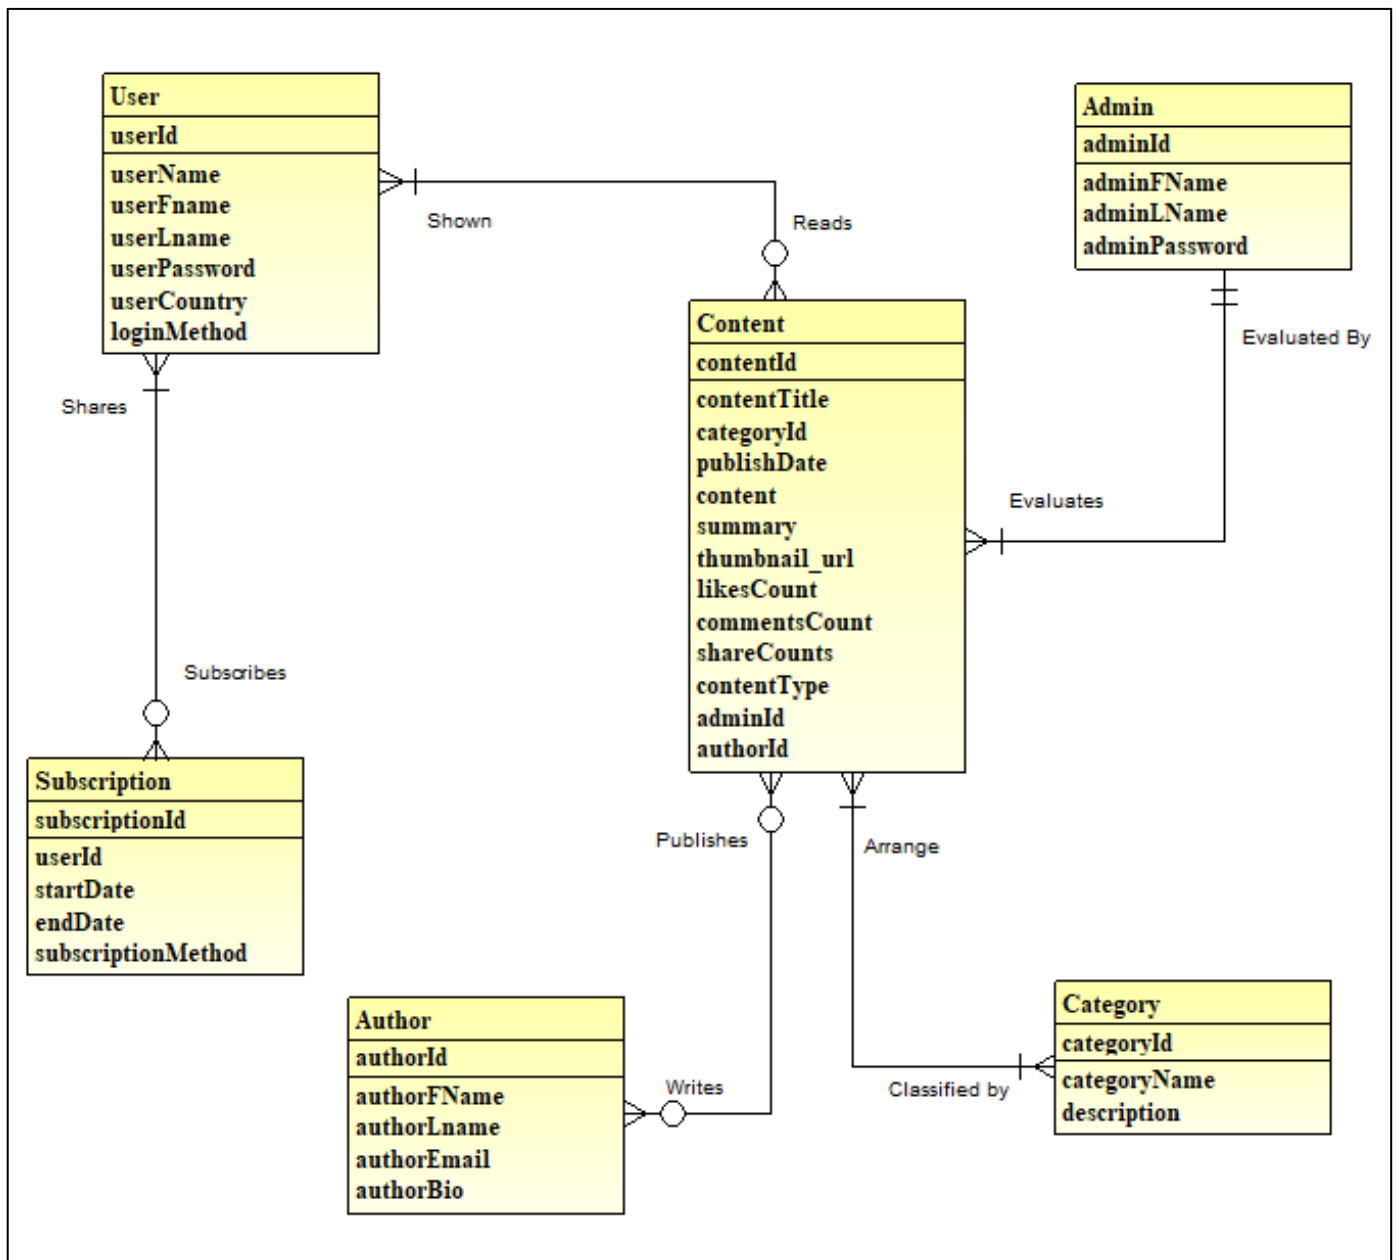 User
userId
userName
userFname
userLname
userPassword
userCountry
loginMethod
Shown
Reads
Admin
adminId
adminFName
adminLName
adminPassword
Evaluated By
Shares
Subscribes
Content
contentId
contentTitle
categoryId
publishDate
content
summary
thumbnail_url
likesCount
commentsCount
shareCounts
contentType
adminId
authorId
Evaluates
Subscription
subscriptionId
userId
startDate
endDate
subscriptionMethod
Publishes
Arrange
Author
authorId
authorFName
authorLname
authorEmail
authorBio
Writes
Classified by
Category
categoryId
categoryName
description